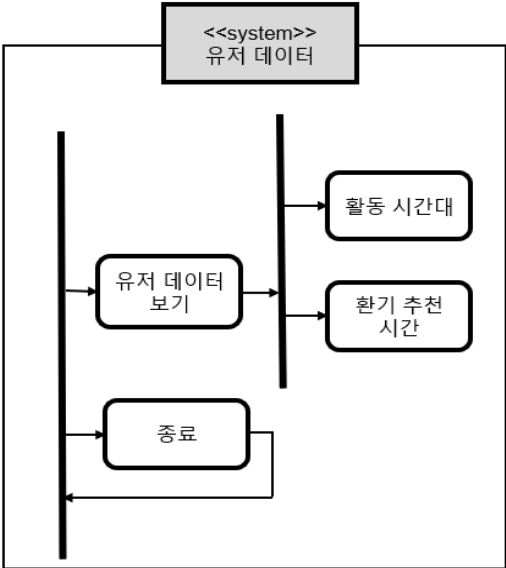 <<system>>
유저 데이터
활동 시간대
유저 데이터
보기
환기 추천
시간
종료